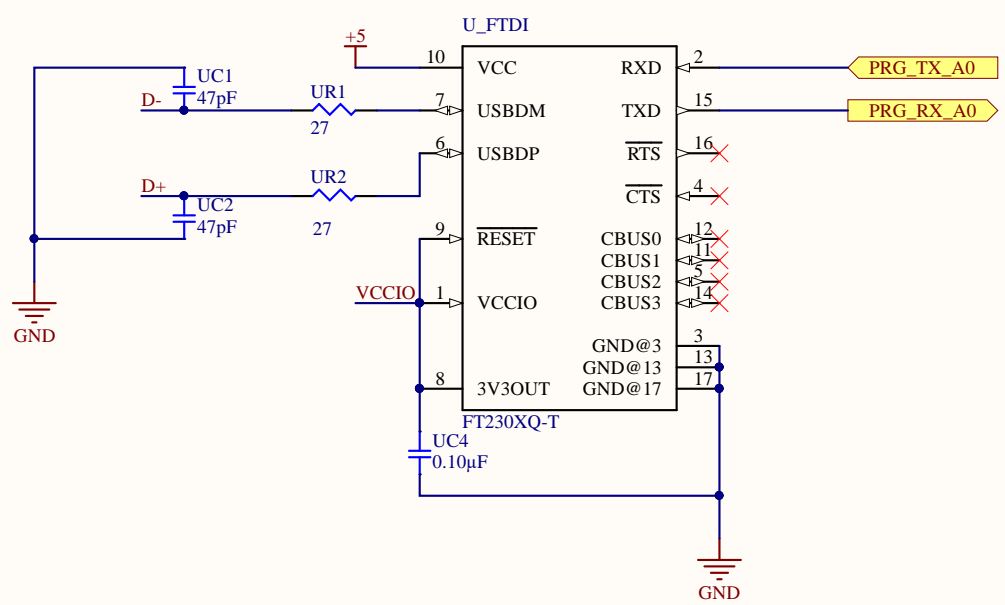 U_FTDI
+5
10
VCC
RXD
2
PRG_TX_A0
UC1
47pF
D-
UR1
27
7
USBDM
TXD
15
PRG_RX_A0
6
USBDP
RTS
16
D+
UR2
27
UC2
47pF
CTS
4
9
RESET
CBUS0
12
CBUS1
11
CBUS2
5
VCCIO
1
VCCIO
CBUS3
14
GND
GND@3
3
GND@13
13
8
3V3OUT
GND@17
17
FT230XQ-T
UC4
0.10µF
GND